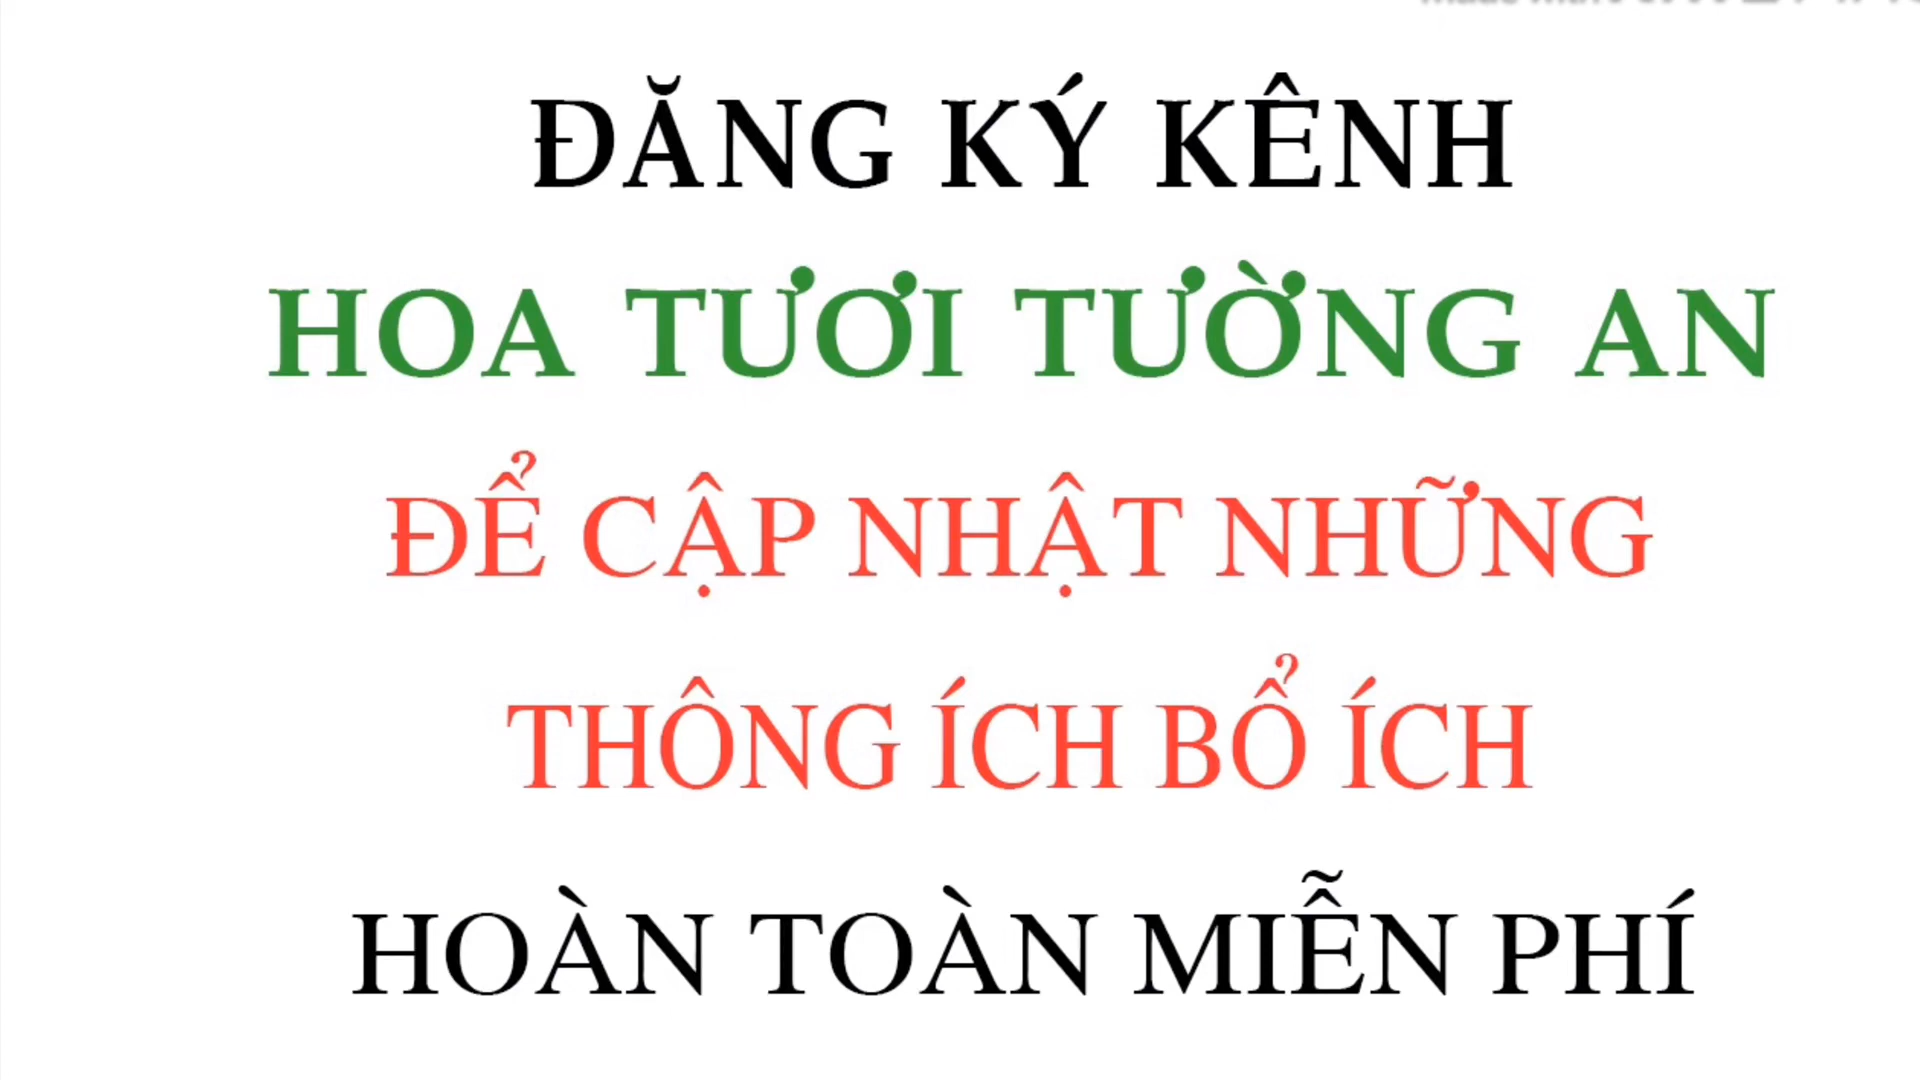 ĐĂNG KÝ KÊNH
HOA TƯƠI TƯỜNG AN
ĐỂ CẬP NHẬT NHỮNG
THÔNG ÍCH BỔ ÍCH
HOÀN TOÀN MIỄN PHÍ